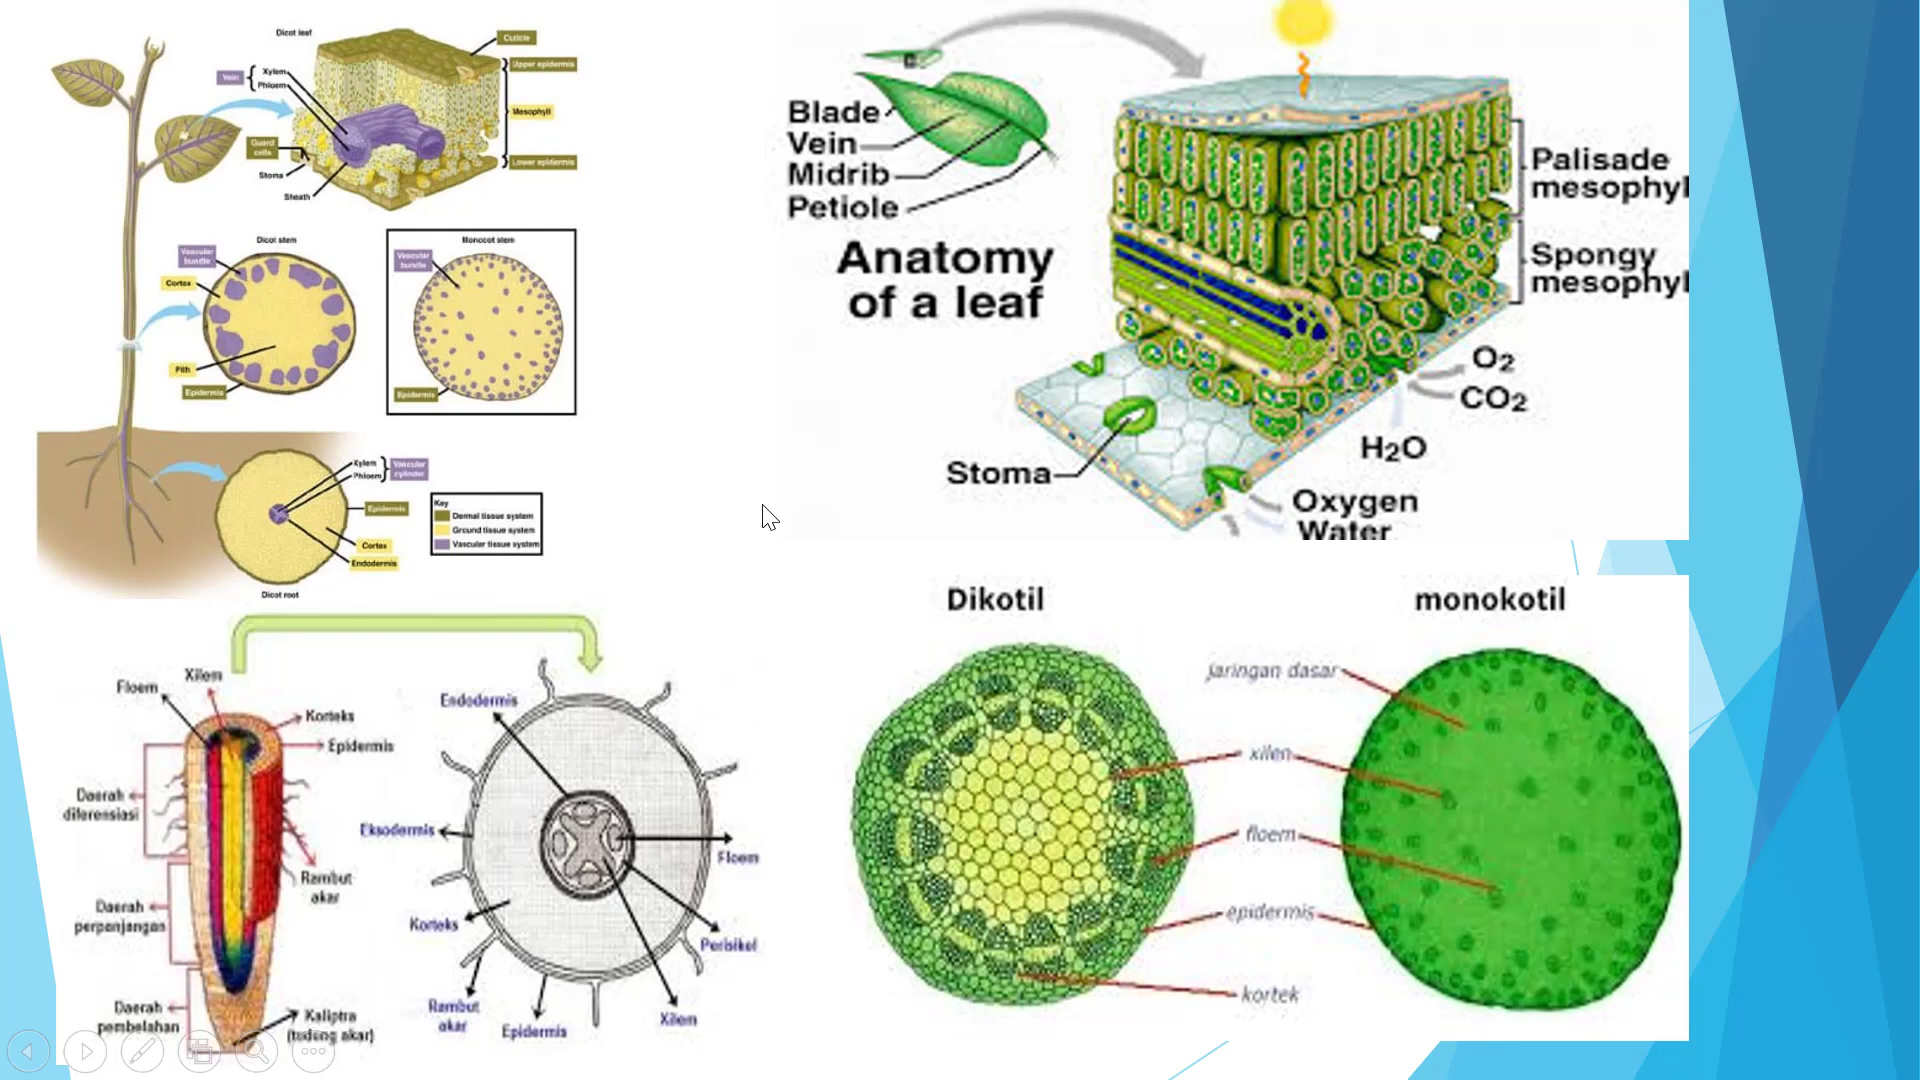 Dicot leaf
Cuticle
Upper epidermis
Vein
Xylem
Phloem
Mesophyll
Guard
cells
Lower epidermis
Stoma
Sheath
Dicot stem
Vascular
bundle
Cortex
Pith
Epidermis
Monocot stem
Vascular
bundle
Epidermis
Xylem
Phloem
Vascular
cylinder
Epidermis
Cortex
Endodermis
Dicot root
Key
Dermal tissue system
Ground tissue system
Vascular tissue system
Blade
Vein
Midrib
Petiole
Anatomy
of a leaf
Palisade
mesophyl
Spongy
mesophyl
O2
CO2
H2O
Stoma
Oxygen
Water
Xilem
Floem
Korteks
Epidermis
Daerah
diferensiasi
Rambut
akar
Daerah
perpanjangan
Daerah
pembelahan
Kaliptra
(tudung akar)
Endodermis
Eksodermis
Floem
Korteks
Perisikel
Rambut
akar
Epidermis
Xilem
Dikotil
monokotil
jaringan dasar
xilen
floem
epidermis
kortek